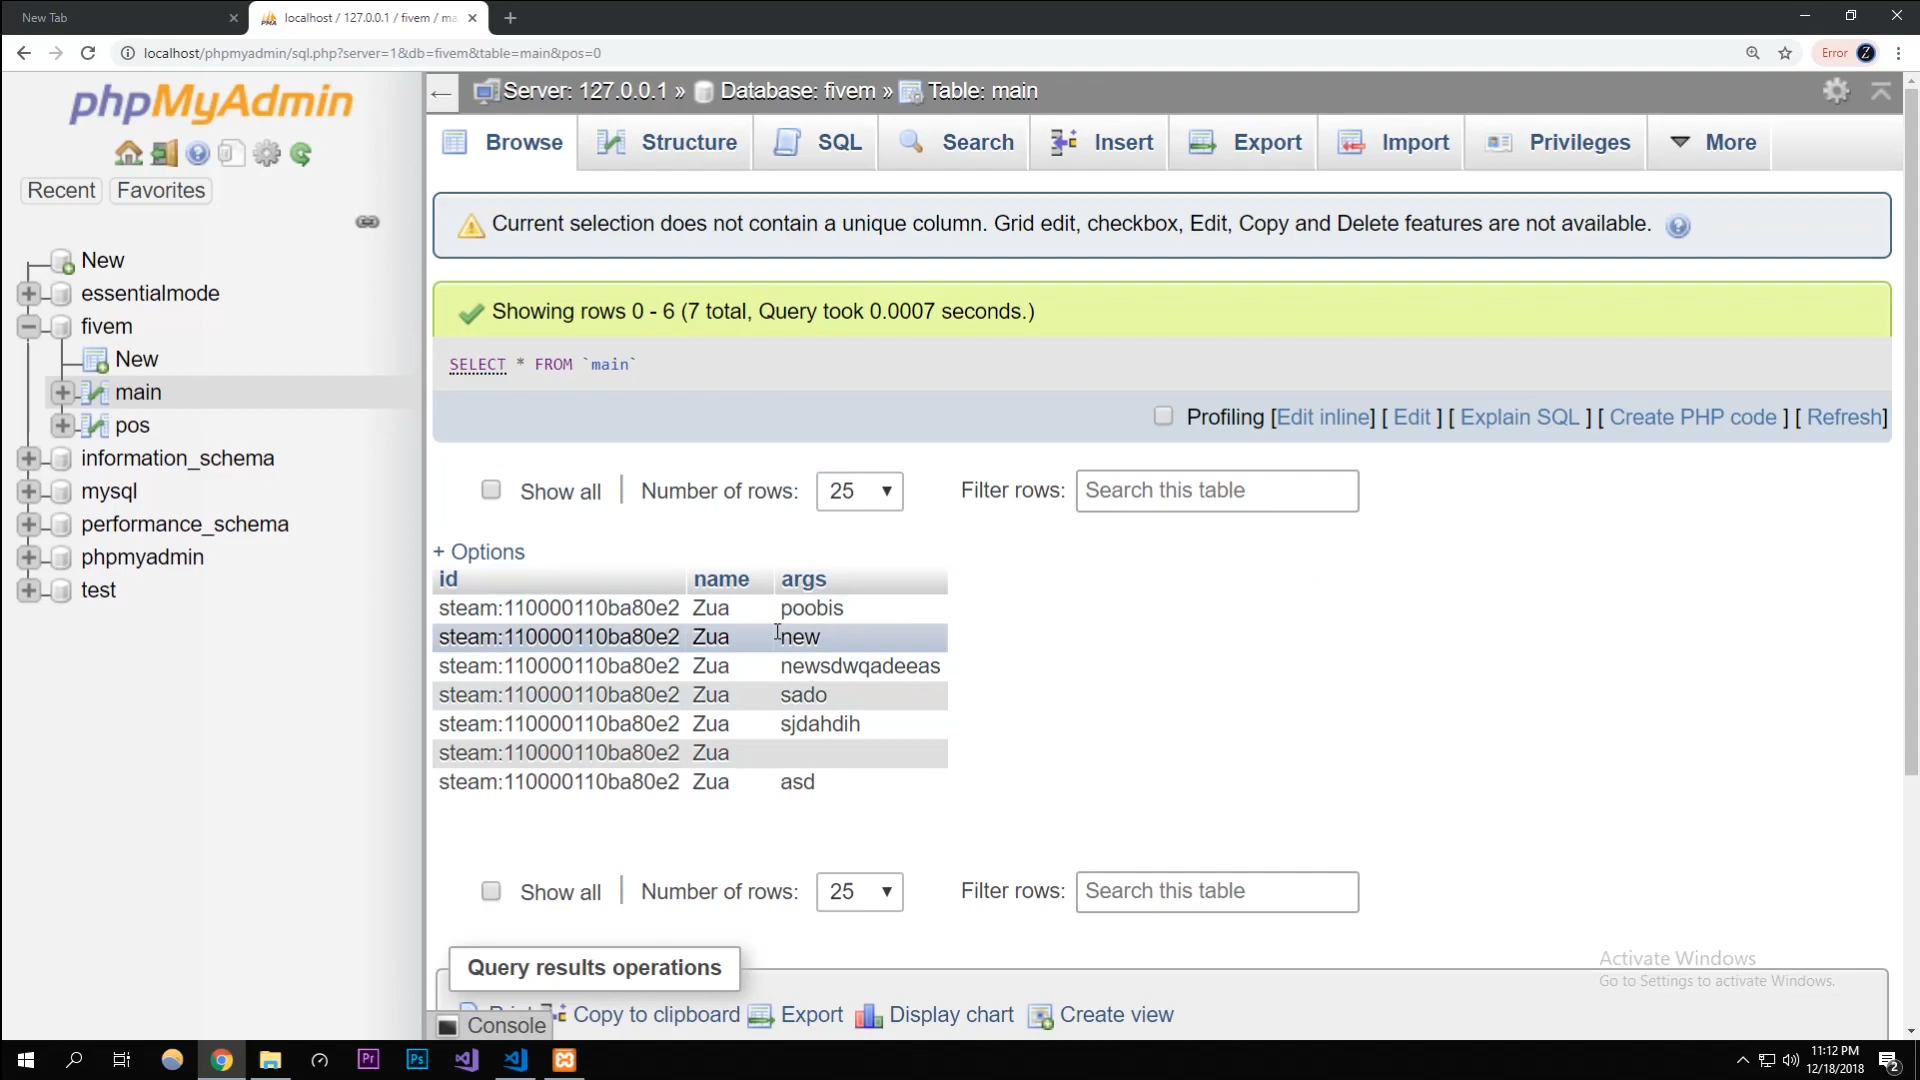 New Tab
localhost / 127.0.0.1 / fivem / ma
localhost/phpmyadmin/sql.php?server=1&db=fivem&table=main&pos=0
Error
Z
phpMyAdmin
Recent
Favorites
New
essentialmode
fivem
New
main
pos
information_schema
mysql
performance_schema
phpmyadmin
test
Server: 127.0.0.1 » Database: fivem » Table: main
Browse
Structure
SQL
Search
Insert
Export
Import
Privileges
More
Current selection does not contain a unique column. Grid edit, checkbox, Edit, Copy and Delete features are not available.
Showing rows 0 - 6 (7 total, Query took 0.0007 seconds.)
SELECT * FROM `main`
Profiling [Edit inline] [ Edit ] [ Explain SQL ] [ Create PHP code ] [ Refresh]
Show all
Number of rows: 25
Filter rows: Search this table
+ Options
id name args
steam:110000110ba80e2 Zua poobis
steam:110000110ba80e2 Zua new
steam:110000110ba80e2 Zua newsdwqadeeas
steam:110000110ba80e2 Zua sado
steam:110000110ba80e2 Zua sjdahdih
steam:110000110ba80e2 Zua
steam:110000110ba80e2 Zua asd
Show all
Number of rows: 25
Filter rows: Search this table
Query results operations
Activate Windows
Go to Settings to activate Windows.
Print Copy to clipboard Export Display chart Create view
Console
Pr
Ps
11:12 PM
12/18/2018
2